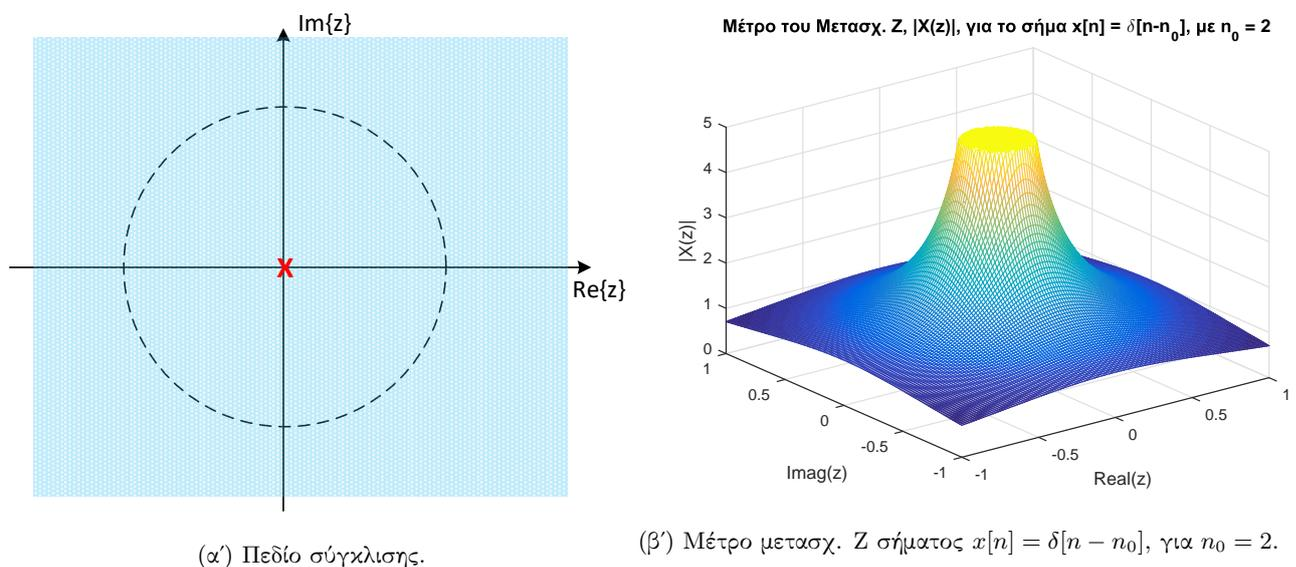 Im{z}
X
Re{z}
(α′) Πεδίο σύγκλισης.
Μέτρο του Μετασχ. Ζ, |X(z)|, για το σήμα x[n] = δ[n-n0], με n0 = 2
|X(z)|
5
4
3
2
1
0
1
0.5
0
-0.5
-1
Imag(z)
-1
-0.5
0
0.5
1
Real(z)
(β′) Μέτρο μετασχ. Ζ σήματος x[n] = δ[n − n0], για n0 = 2.